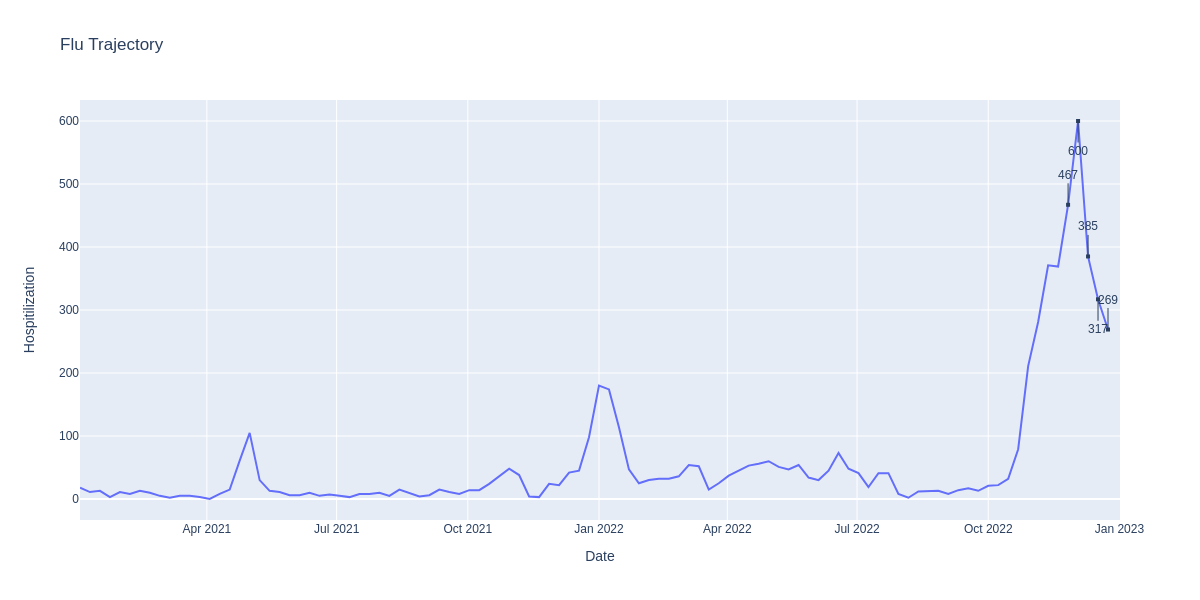 Flu Trajectory
600
500
400
300
200
100
0
Hospitilization
600
467
385
269
317
Apr 2021
Jul 2021
Oct 2021
Jan 2022
Apr 2022
Jul 2022
Oct 2022
Jan 2023
Date